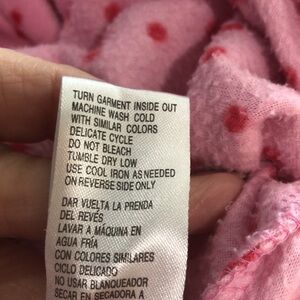 TURN GARMENT INSIDE OUT
MACHINE WASH COLD
WITH SIMILAR COLORS
DELICATE CYCLE
DO NOT BLEACH
TUMBLE DRY LOW
USE COOL IRON AS NEEDED
ON REVERSE SIDE ONLY
DAR VUELTA LA PRENDA
DEL REVÉS
LAVAR A MÁQUINA EN
AGUA FRÍA
CON COLORES SIMILARES
CICLO DELICADO
NO USAR BLANQUEADOR
SECAR EN SECADORA A